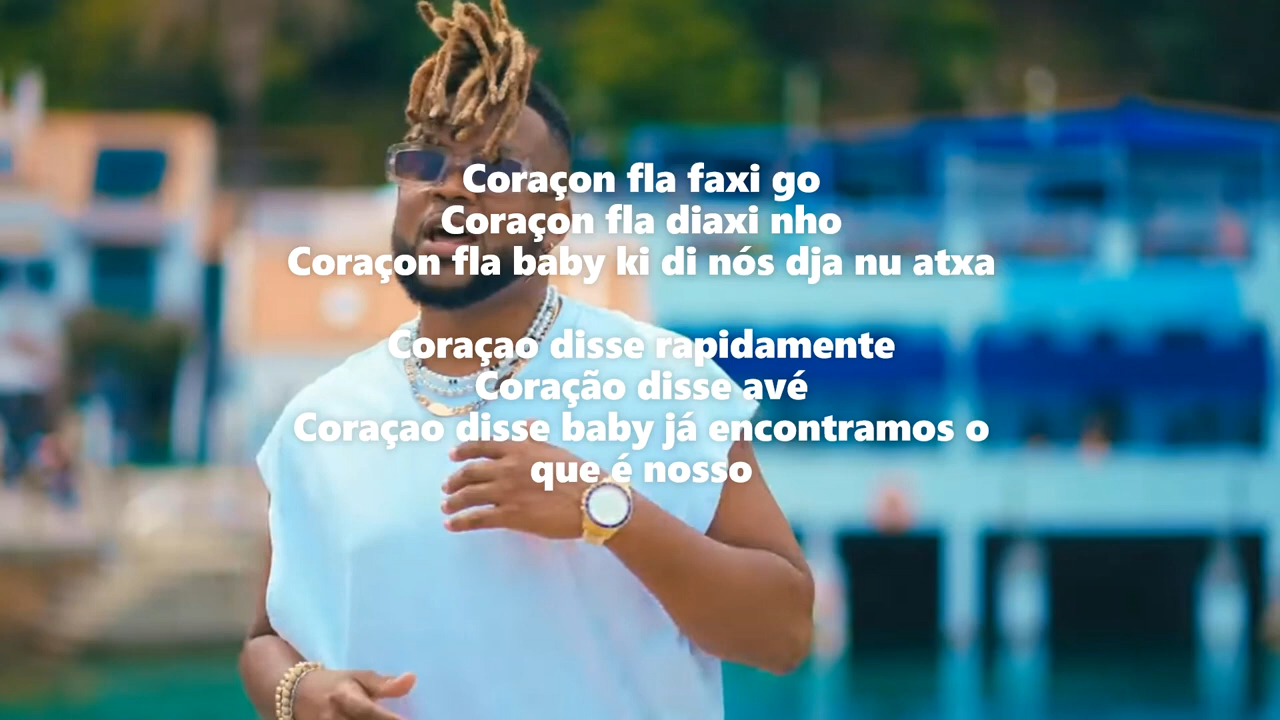 Coraçon fla faxi go
Coraçon fla diaxi nho
Coraçon fla baby ki di nós dja nu atxa
Coraçao disse rapidamente
Coração disse avé
Coraçao disse baby já encontramos o
que é nosso